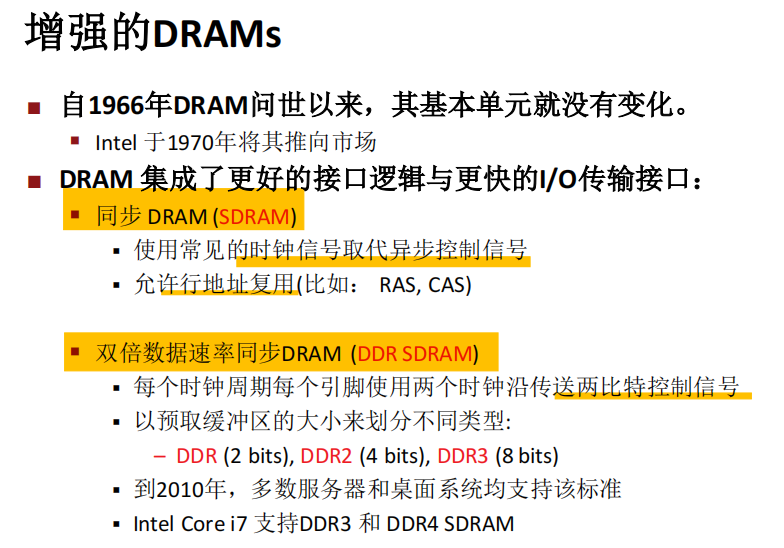 增强的DRAMs
自1966年DRAM问世以来，其基本单元就没有变化。
Intel 于1970年将其推向市场
DRAM 集成了更好的接口逻辑与更快的I/O传输接口：
同步 DRAM (SDRAM)
使用常见的时钟信号取代异步控制信号
允许行地址复用(比如： RAS, CAS)
双倍数据速率同步DRAM (DDR SDRAM)
每个时钟周期每个引脚使用两个时钟沿传送两比特控制信号
以预取缓冲区的大小来划分不同类型:
– DDR (2 bits), DDR2 (4 bits), DDR3 (8 bits)
到2010年，多数服务器和桌面系统均支持该标准
Intel Core i7 支持DDR3 和 DDR4 SDRAM